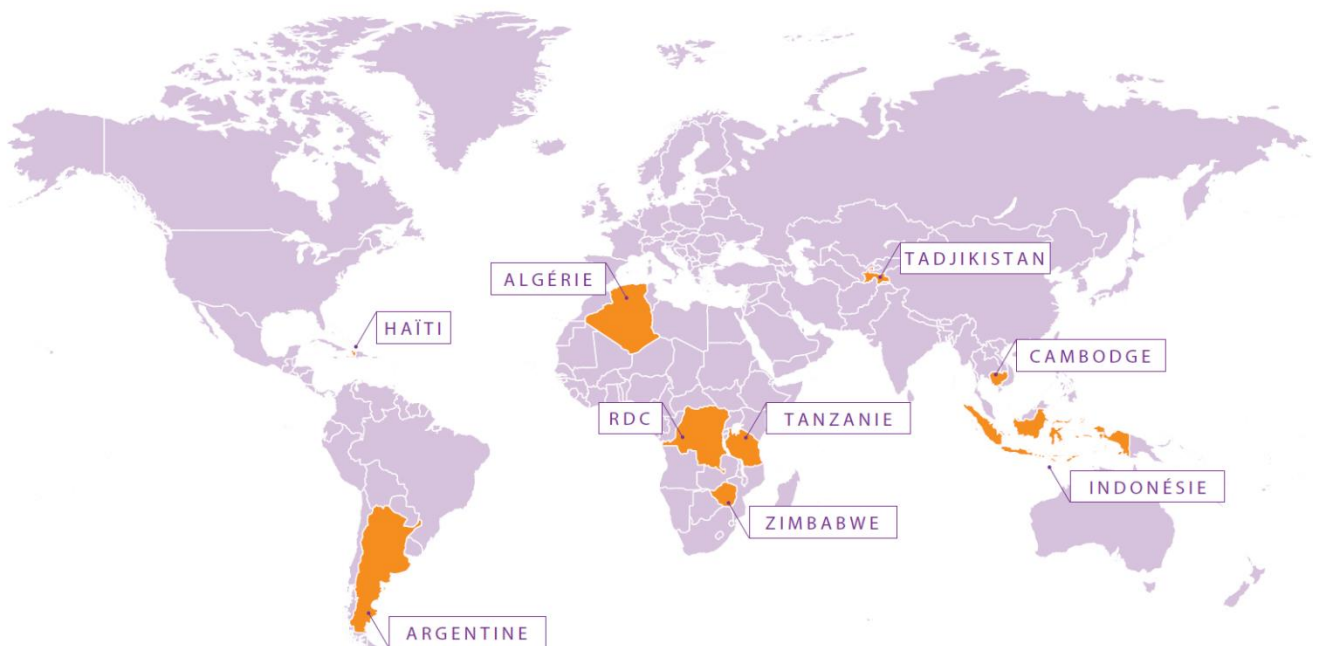 TADJIKISTAN
ALGÉRIE
HAÏTI
CAMBODGE
RDC
TANZANIE
INDONÉSIE
ZIMBABWE
ARGENTINE